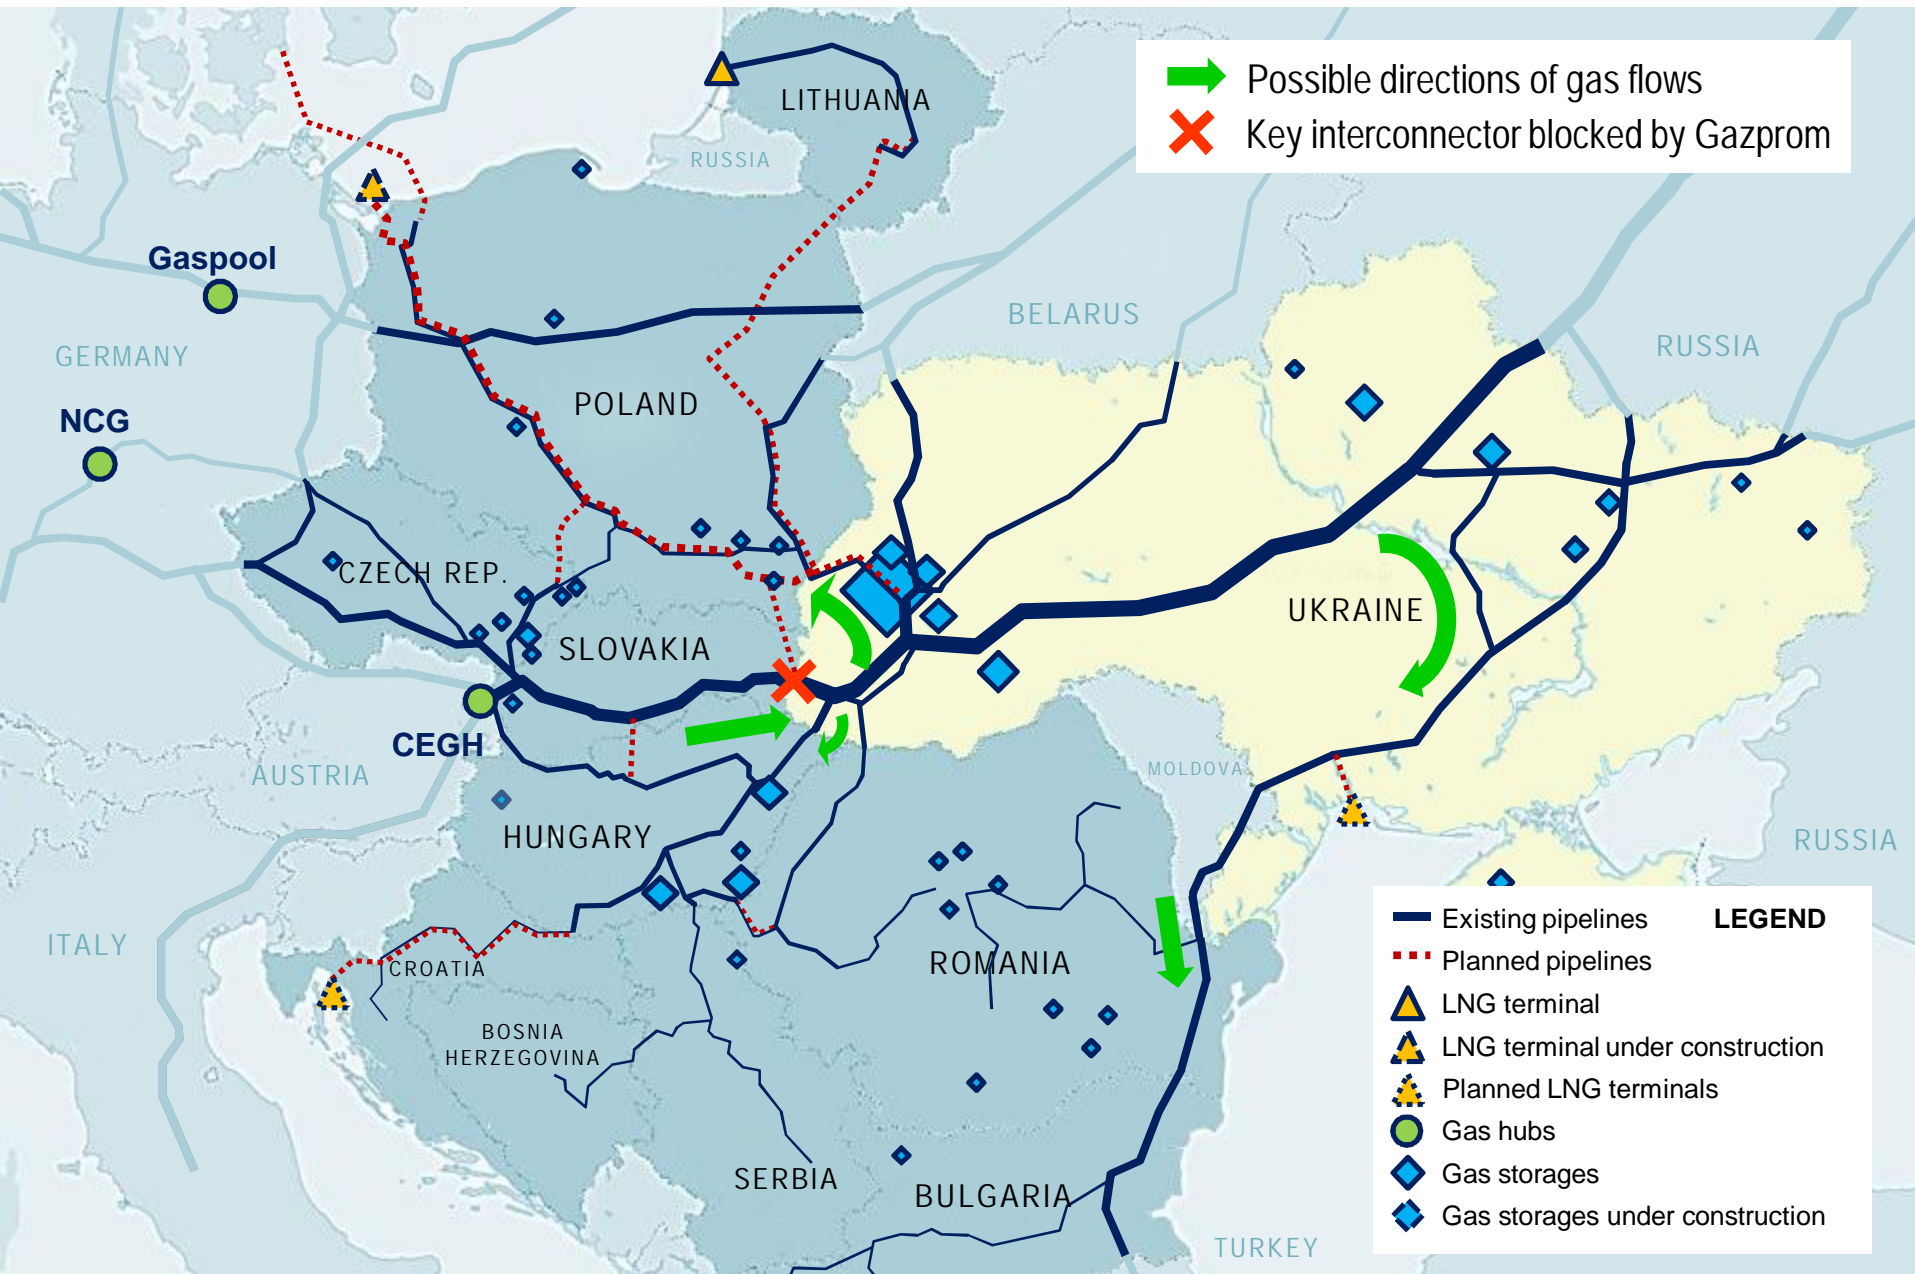 Possible directions of gas flows
Key interconnector blocked by Gazprom
LITHUANIA
RUSSIA
Gaspool
BELARUS
RUSSIA
GERMANY
POLAND
NCG
CZECH REP.
UKRAINE
SLOVAKIA
CEGH
AUSTRIA
MOLDOVA
HUNGARY
RUSSIA
ITALY
CROATIA
ROMANIA
BOSNIA
HERZEGOVINA
SERBIA
BULGARIA
TURKEY
Existing pipelines LEGEND
Planned pipelines
LNG terminal
LNG terminal under construction
Planned LNG terminals
Gas hubs
Gas storages
Gas storages under construction